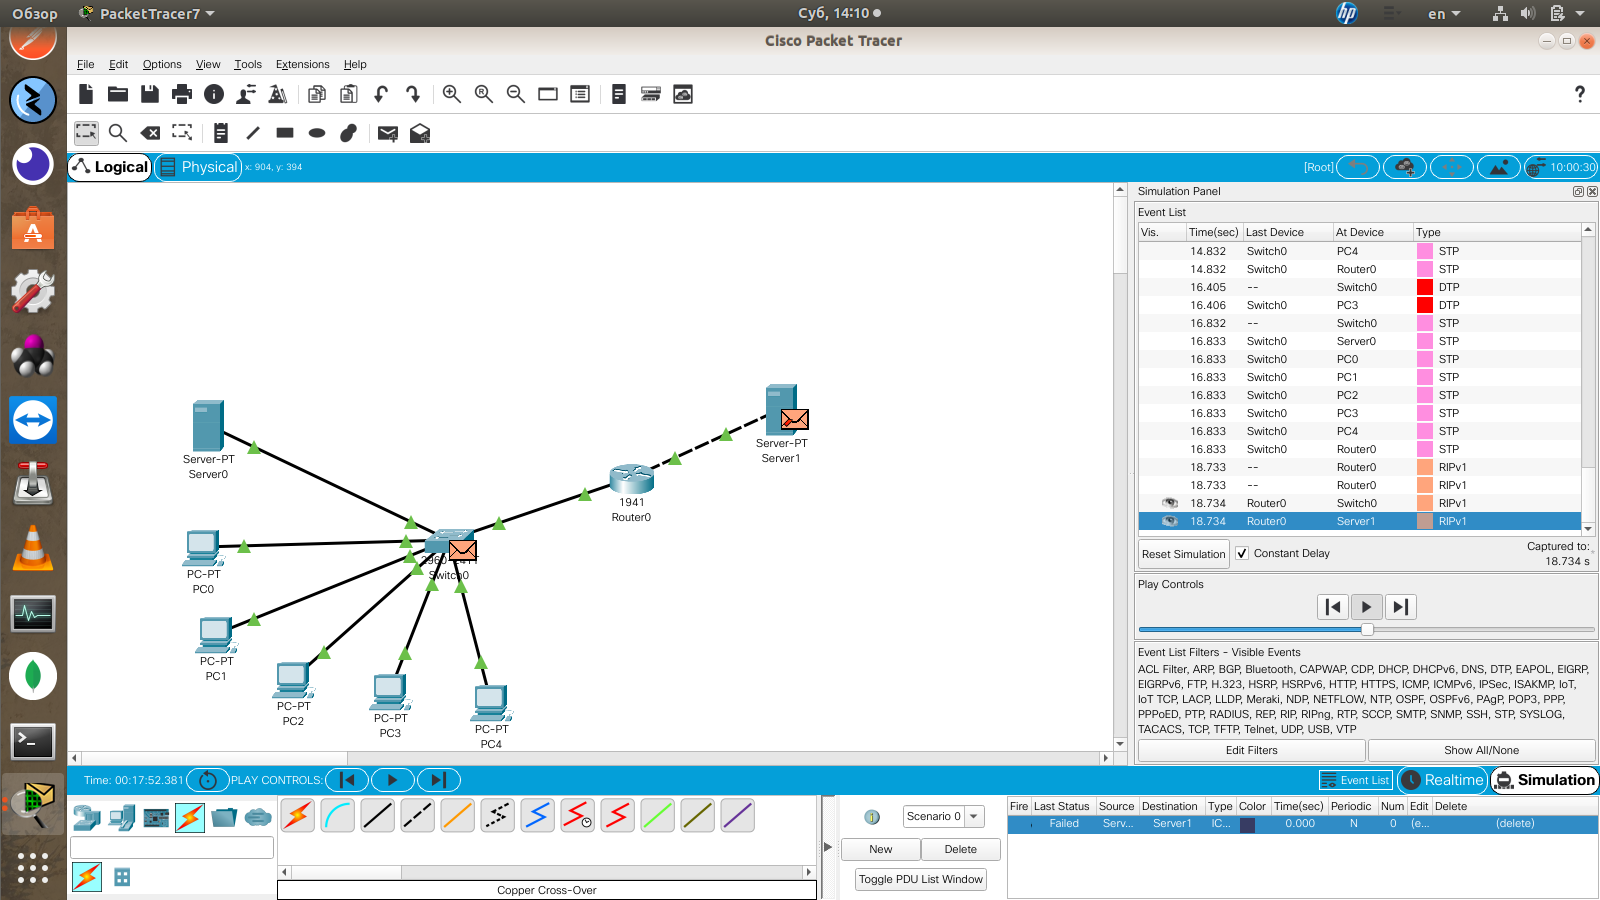 Обзор PacketTracer7 Суб, 14:10 en
Cisco Packet Tracer
File Edit Options View Tools Extensions Help
Logical Physical x: 904, y: 394 [Root] 10:00:30
Simulation Panel
Event List
Vis. Time(sec) Last Device At Device Type
14.832 Switch0 PC4 STP
14.832 Switch0 Router0 STP
16.405 -- Switch0 DTP
16.406 Switch0 PC3 DTP
16.832 -- Switch0 STP
16.833 Switch0 Server0 STP
16.833 Switch0 PC0 STP
16.833 Switch0 PC1 STP
16.833 Switch0 PC2 STP
16.833 Switch0 PC3 STP
16.833 Switch0 PC4 STP
16.833 Switch0 Router0 STP
18.733 -- Router0 RIPv1
18.733 -- Router0 RIPv1
18.734 Router0 Switch0 RIPv1
18.734 Router0 Server1 RIPv1
Reset Simulation Constant Delay Captured to:
18.734 s
Play Controls
Event List Filters - Visible Events
ACL Filter, ARP, BGP, Bluetooth, CAPWAP, CDP, DHCP, DHCPv6, DNS, DTP, EAPOL, EIGRP,
EIGRPv6, FTP, H.323, HSRP, HSRPv6, HTTP, HTTPS, ICMP, ICMPv6, IPSec, ISAKMP, IoT,
IoT TCP, LACP, LLDP, Meraki, NDP, NETFLOW, NTP, OSPF, OSPFv6, PAgP, POP3, PPP,
PPPoED, PTP, RADIUS, REP, RIP, RIPng, RTP, SCCP, SMTP, SNMP, SSH, STP, SYSLOG,
TACACS, TCP, TFTP, Telnet, UDP, USB, VTP
Edit Filters Show All/None
Server-PT
Server0
Server-PT
Server1
1941
Router0
Switch0
PC-PT
PC0
PC-PT
PC1
PC-PT
PC2
PC-PT
PC3
PC-PT
PC4
Time: 00:17:52.381 PLAY CONTROLS: Event List Realtime Simulation
Scenario 0
New Delete
Toggle PDU List Window
Fire Last Status Source Destination Type Color Time(sec) Periodic Num Edit Delete
Failed Serv... Server1 IC... 0.000 N 0 (e... (delete)
Copper Cross-Over